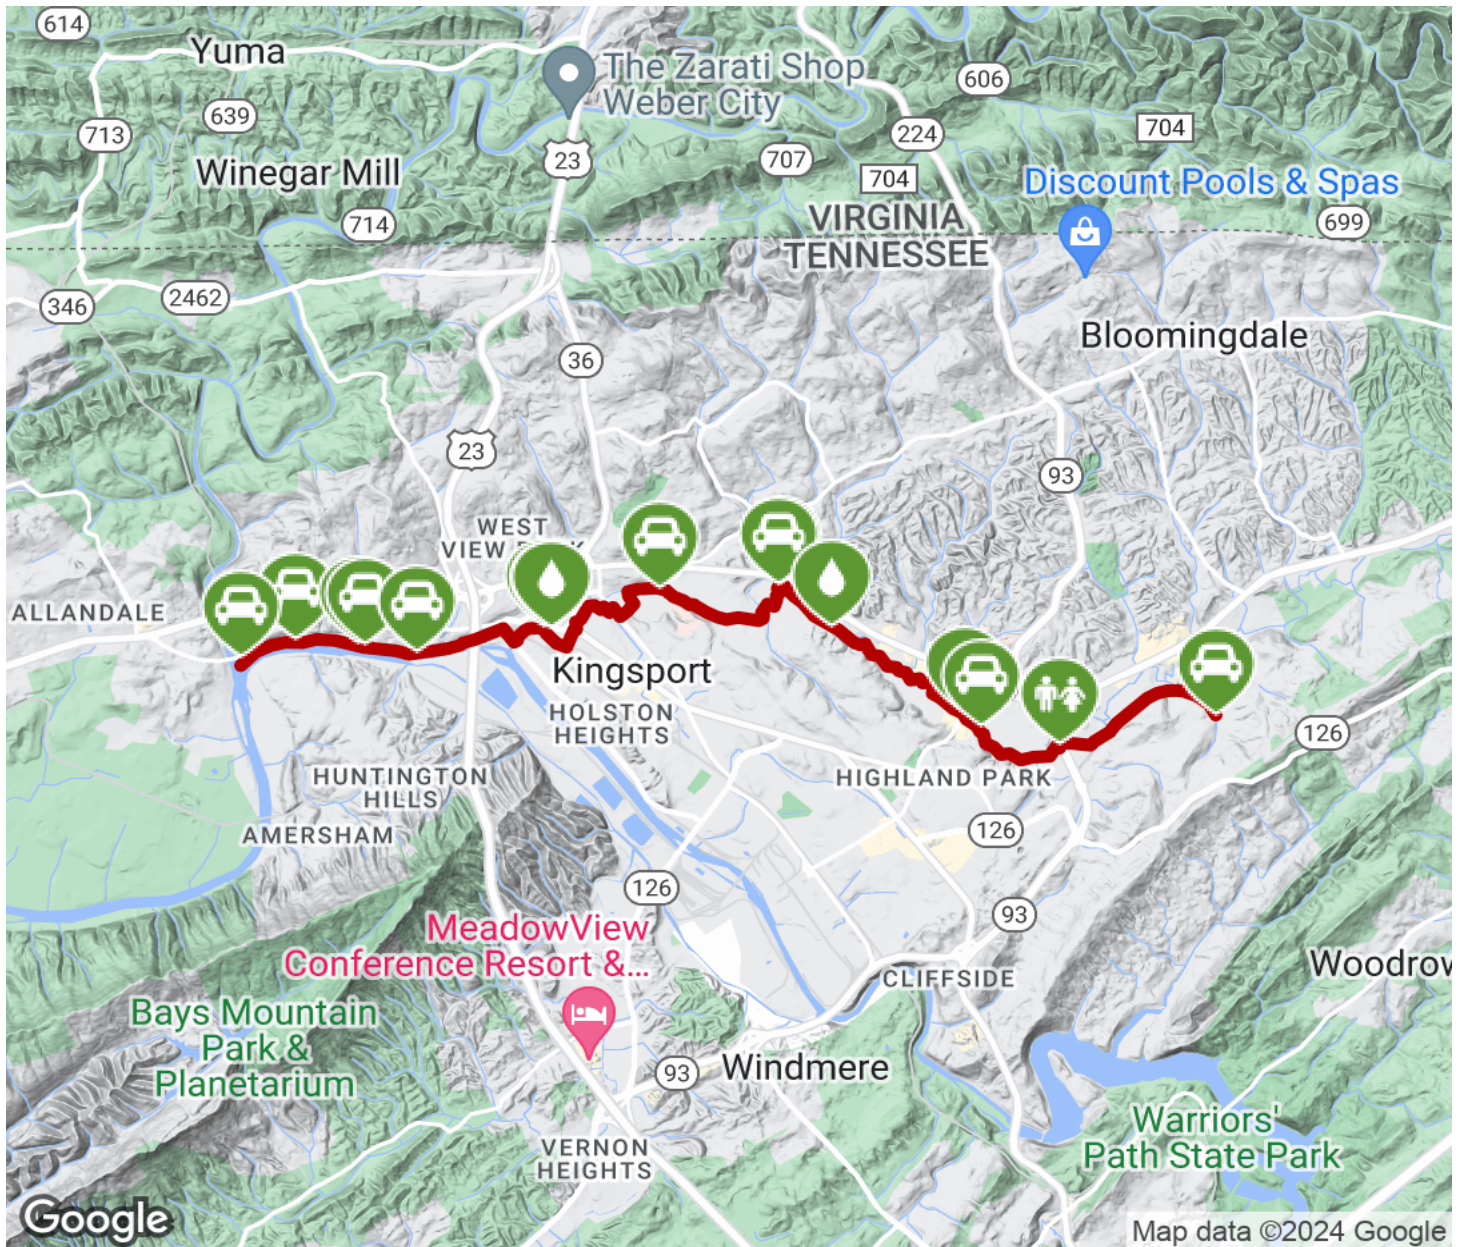 614
Yuma
The Zarati Shop
Weber City
606
639
713
224
704
23
707
Winegar Mill
704
Discount Pools & Spas
714
VIRGINIA
699
TENNESSEE
346
2462
Bloomingdale
36
23
93
WEST
VIEW
ALLANDALE
Kingsport
HOLSTON
HEIGHTS
126
HUNTINGTON
HILLS
HIGHLAND PARK
AMERSHAM
126
126
93
MeadowView
Conference Resort &...
Woodrow
CLIFFSIDE
Bays Mountain
Park &
Planetarium
93
Windmere
Warriors'
Path State Park
VERNON
HEIGHTS
Google
Map data ©2024 Google